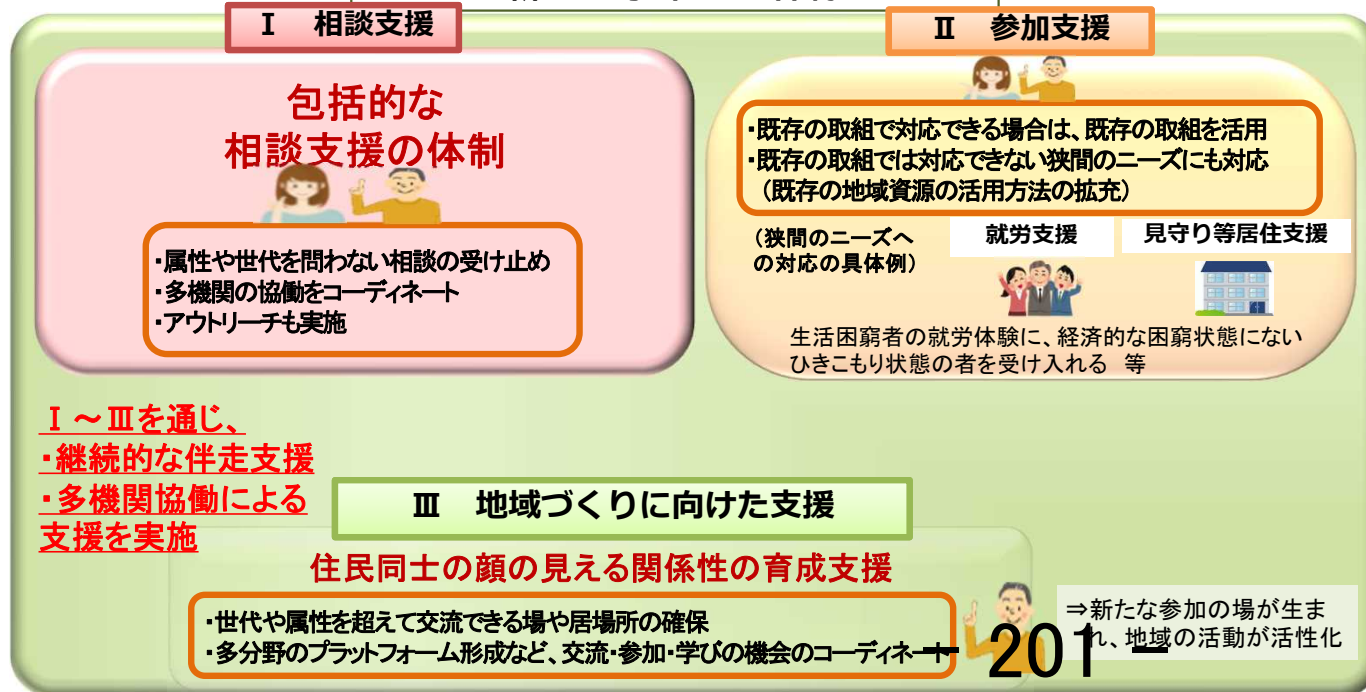 Ⅰ 相談支援
包括的な
相談支援の体制
・属性や世代を問わない相談の受け止め
・多機関の協働をコーディネート
・アウトリーチも実施
Ⅱ 参加支援
・既存の取組で対応できる場合は、既存の取組を活用
・既存の取組では対応できない狭間のニーズにも対応
（既存の地域資源の活用方法の拡充）
（狭間のニーズへ
の対応の具体例）
就労支援
見守り等居住支援
生活困窮者の就労体験に、経済的な困窮状態にない
ひきこもり状態の者を受け入れる 等
Ⅰ～Ⅲを通じ、
・継続的な伴走支援
・多機関協働による
支援を実施
Ⅲ 地域づくりに向けた支援
住民同士の顔の見える関係性の育成支援
・世代や属性を超えて交流できる場や居場所の確保
・多分野のプラットフォーム形成など、交流・参加・学びの機会のコーディネート
⇒新たな参加の場が生ま
れ、地域の活動が活性化
- 201 -